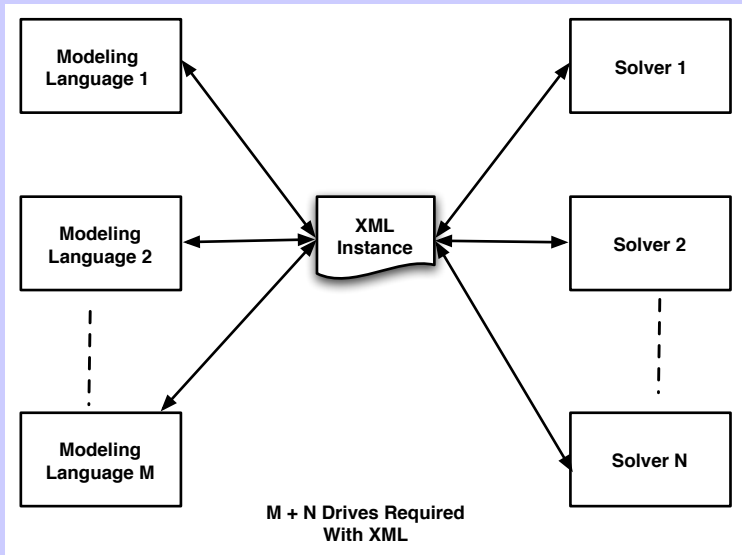 Modeling
Language 1
Solver 1
Modeling
Language 2
XML
Instance
Solver 2
Modeling
Language M
Solver N
M + N Drives Required
With XML